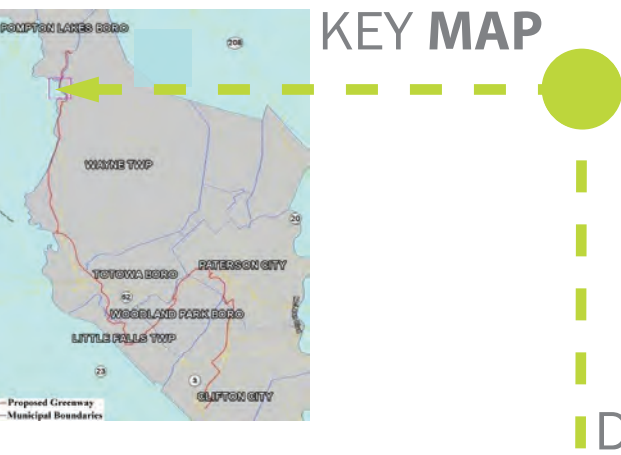 KEY MAP
POMPTON LAKES BORO
208
WAYNE TWP
20
PATERSON CITY
TOTOWA BORO
62
WOODLAND PARK BORO
LITTLE FALLS TWP
23
3
CLIFTON CITY
Proposed Greenway
Municipal Boundaries
D